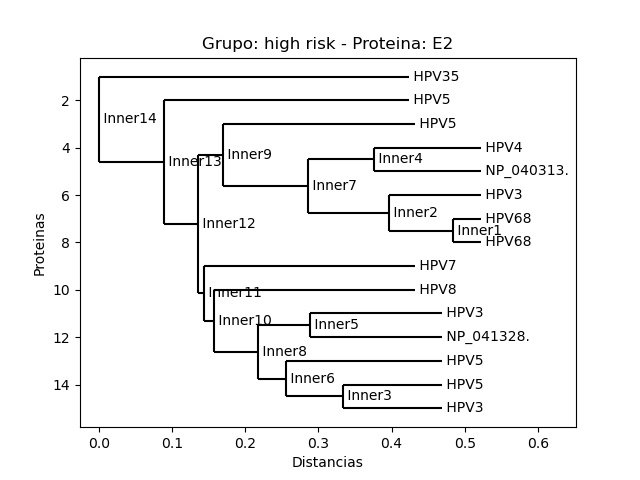 Grupo: high risk - Proteina: E2
HPV35
HPV5
HPV5
HPV4
NP_040313.
HPV3
HPV68
HPV68
HPV7
HPV8
HPV3
NP_041328.
HPV5
HPV5
HPV3
Inner14
Inner13
Inner9
Inner4
Inner7
Inner2
Inner1
Inner12
Inner11
Inner10
Inner5
Inner8
Inner6
Inner3
Proteinas
2
4
6
8
10
12
14
0.0 0.1 0.2 0.3 0.4 0.5 0.6
Distancias